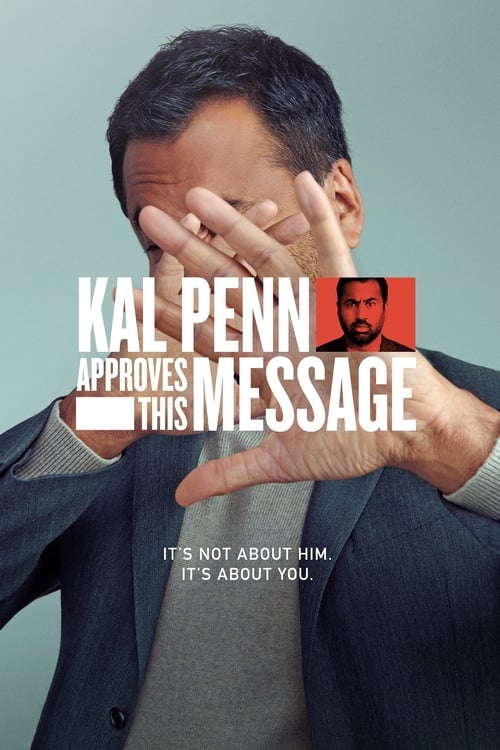 KAL PENN
APPROVES
THIS MESSAGE
IT'S NOT ABOUT HIM.
IT'S ABOUT YOU.